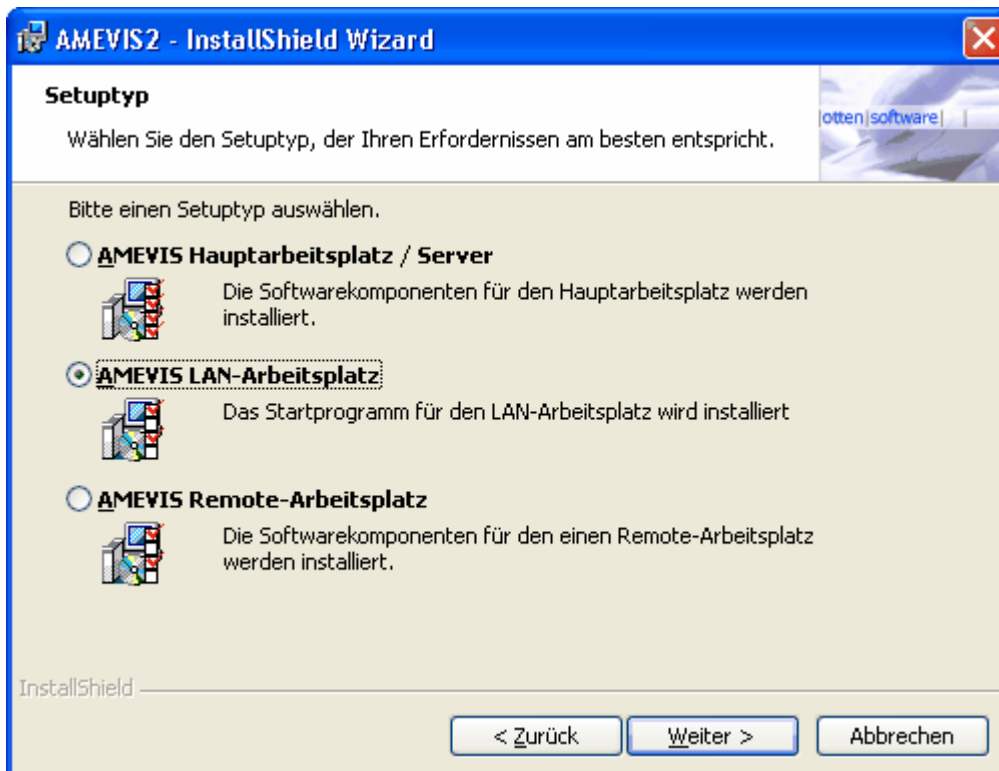 AMEVIS2 - InstallShield Wizard
Setuptyp
Wählen Sie den Setuptyp, der Ihren Erfordernissen am besten entspricht.
|otten|software| |
Bitte einen Setuptyp auswählen.
AMEVIS Hauptarbeitsplatz / Server
Die Softwarekomponenten für den Hauptarbeitsplatz werden
installiert.
AMEVIS LAN-Arbeitsplatz
Das Startprogramm für den LAN-Arbeitsplatz wird installiert
AMEVIS Remote-Arbeitsplatz
Die Softwarekomponenten für den einen Remote-Arbeitsplatz
werden installiert.
InstallShield
< Zurück
Weiter >
Abbrechen